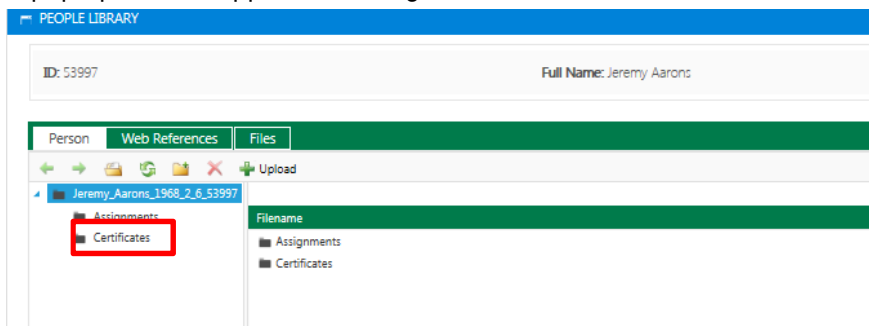 PEOPLE LIBRARY
ID: 53997 Full Name: Jeremy Aarons
Person Web References Files
Upload
Jeremy_Aarons_1968_2_6_53997
Assignments
Certificates
Filename
Assignments
Certificates